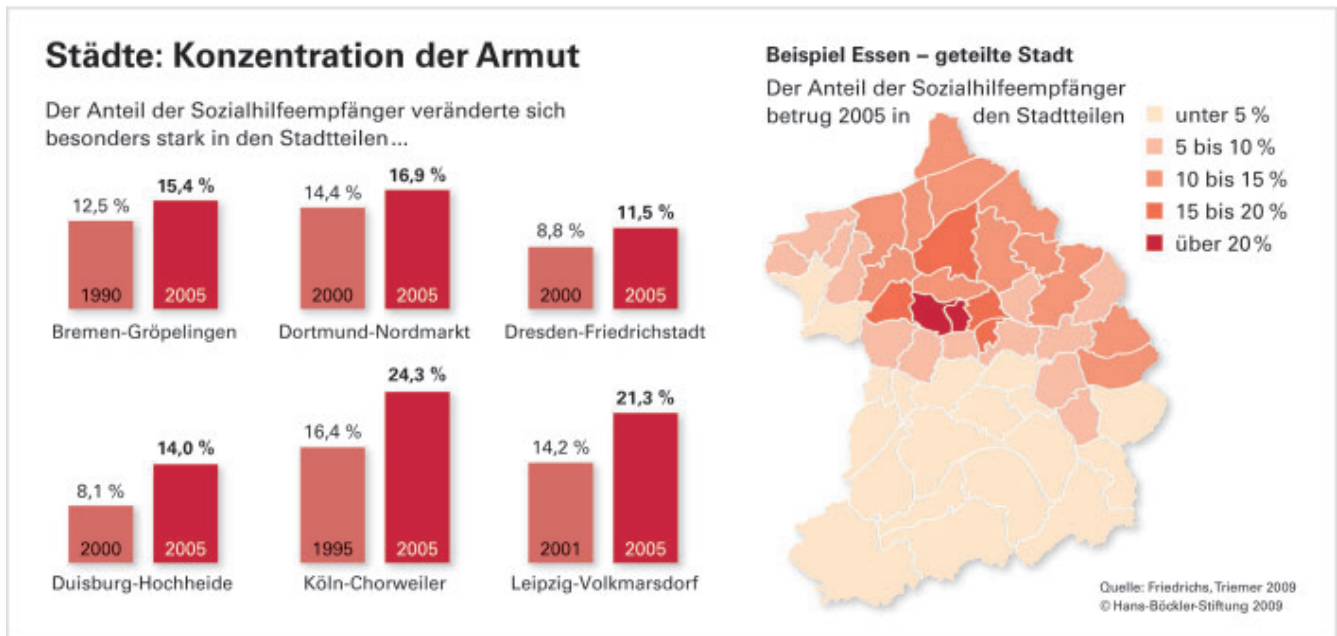 Städte: Konzentration der Armut
Der Anteil der Sozialhilfeempfänger veränderte sich
besonders stark in den Stadtteilen...
12,5 %
15,4 %
1990
2005
Bremen-Gröpelingen
14,4 %
16,9 %
2000
2005
Dortmund-Nordmarkt
8,8 %
11,5 %
2000
2005
Dresden-Friedrichstadt
8,1 %
14,0 %
2000
2005
Duisburg-Hochheide
16,4 %
24,3 %
1995
2005
Köln-Chorweiler
14,2 %
21,3 %
2001
2005
Leipzig-Volkmarsdorf
Beispiel Essen – geteilte Stadt
Der Anteil der Sozialhilfeempfänger
betrug 2005 in den Stadtteilen
unter 5 %
5 bis 10 %
10 bis 15 %
15 bis 20 %
über 20 %
Quelle: Friedrichs, Triemer 2009
© Hans-Böckler-Stiftung 2009